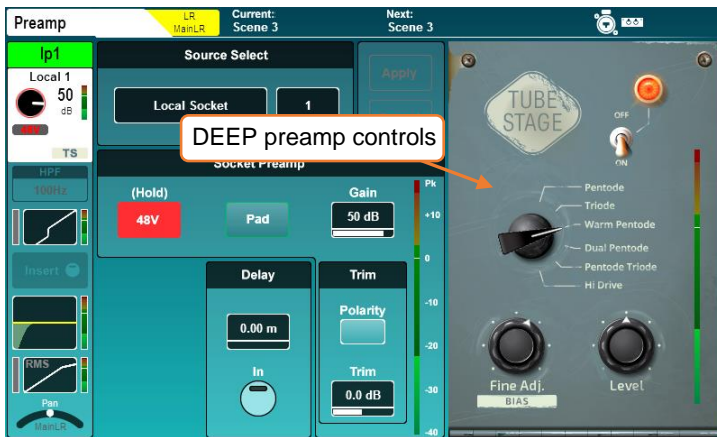 Preamp
LR
MainLR
Current:
Scene 3
Next:
Scene 3
Ip1
Local 1
50
dB
48V
TS
HPF
100Hz
Insert
RMS
Pan
MainLR
Source Select
Local Socket
1
Apply
DEEP preamp controls
Socket Preamp
(Hold)
48V
Pad
Gain
50 dB
Pk
+10
0
-10
-20
-30
-40
Delay
0.00 m
In
Trim
Polarity
Trim
0.0 dB
TUBE
STAGE
OFF
ON
Pentode
Triode
Warm Pentode
Dual Pentode
Pentode Triode
Hi Drive
Fine Adj.
BIAS
Level